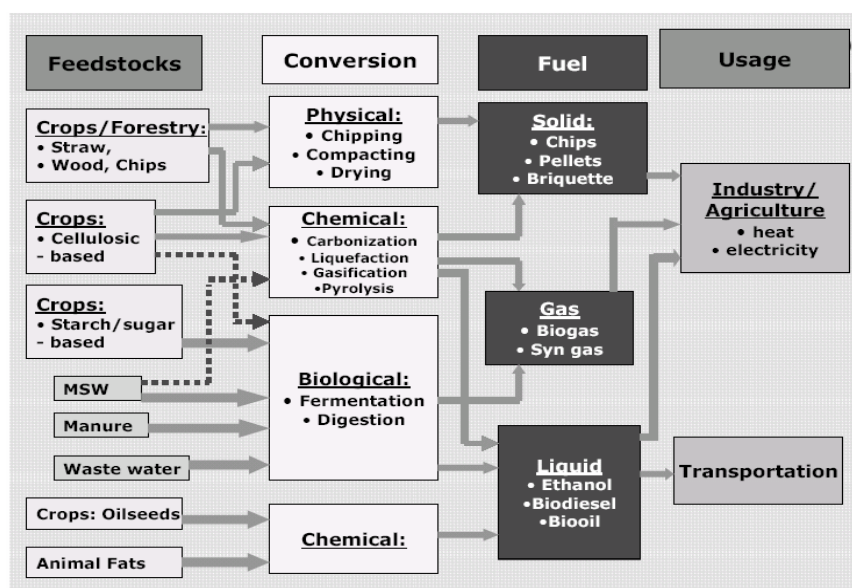 Feedstocks
Conversion
Fuel
Usage
Crops/Forestry:
• Straw,
• Wood, Chips
Crops:
• Cellulosic
- based
Crops:
• Starch/sugar
- based
MSW
Manure
Waste water
Crops: Oilseeds
Animal Fats
Physical:
• Chipping
• Compacting
• Drying
Chemical:
• Carbonization
• Liquefaction
• Gasification
•Pyrolysis
Biological:
• Fermentation
• Digestion
Chemical:
Solid:
• Chips
• Pellets
• Briquette
Gas
• Biogas
• Syn gas
Liquid
• Ethanol
•Biodiesel
•Biooil
Industry/
Agriculture
• heat
• electricity
Transportation